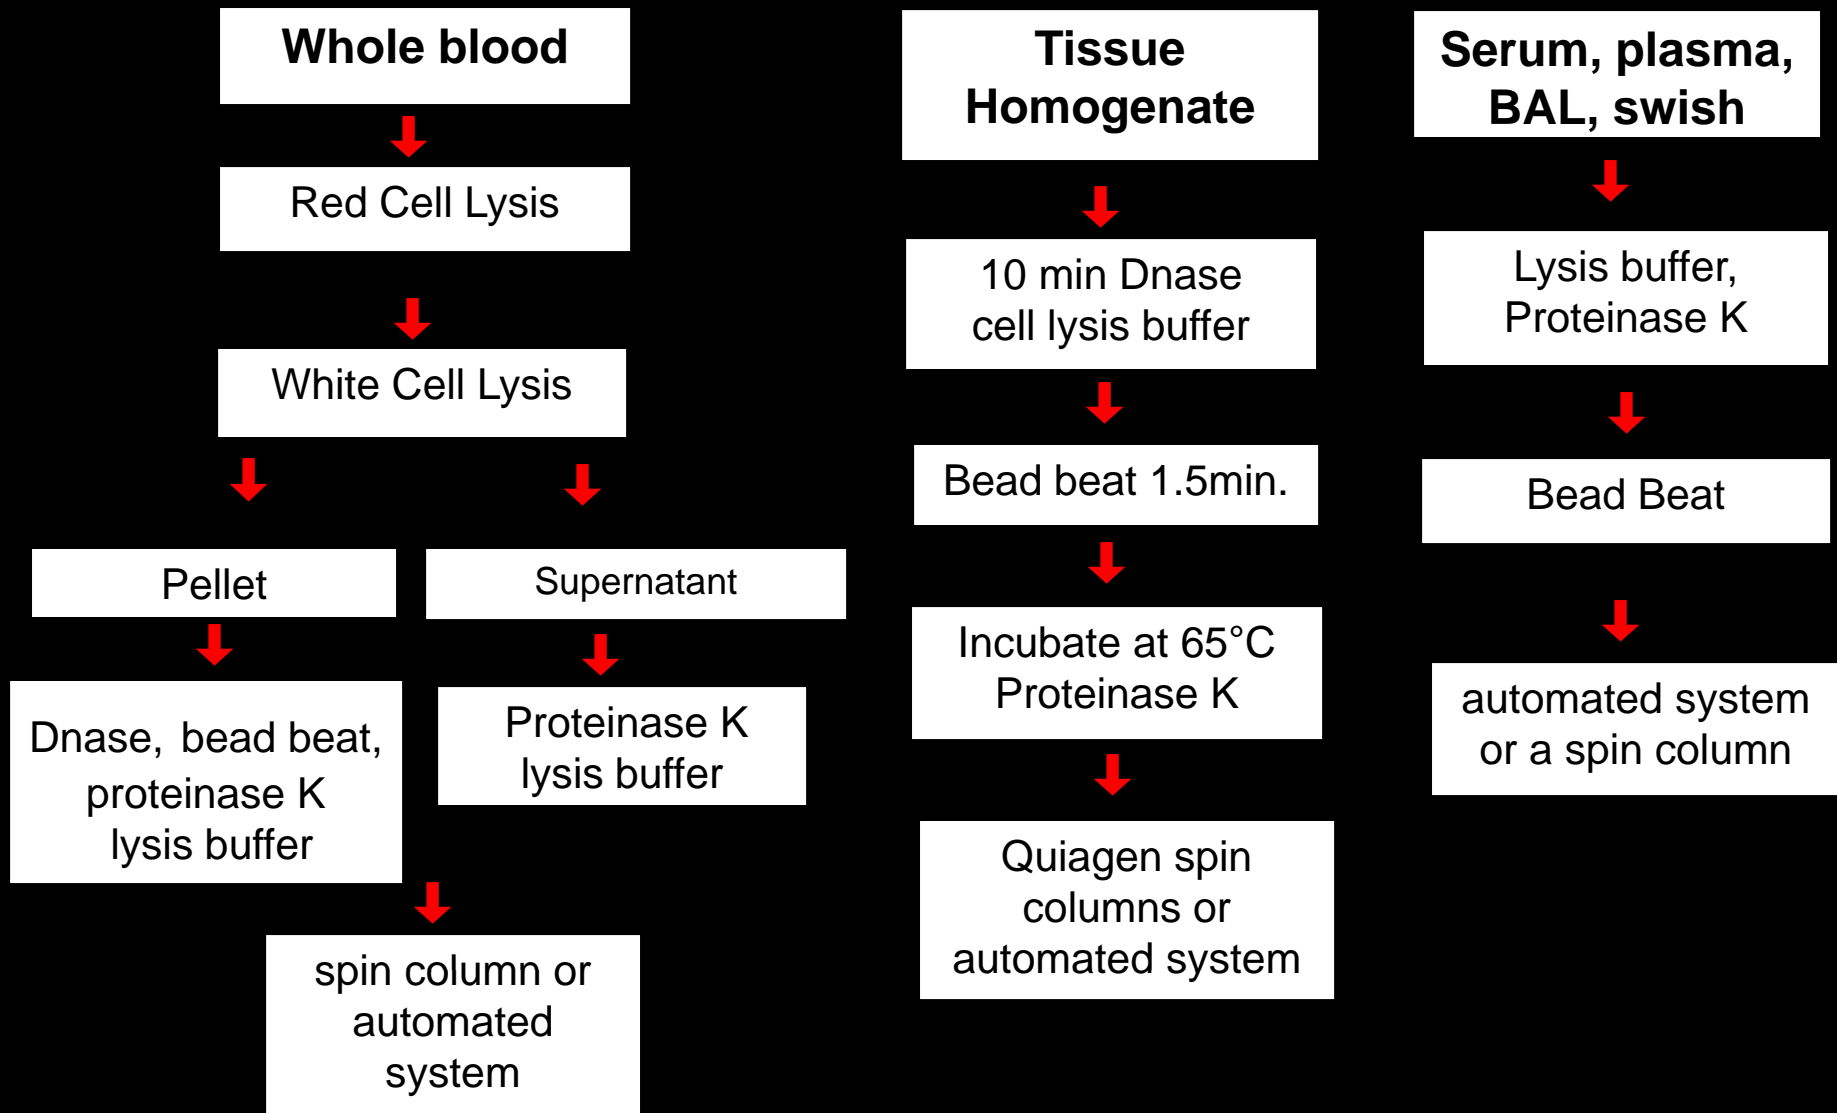 Whole blood
Red Cell Lysis
White Cell Lysis
Pellet
Supernatant
Dnase, bead beat,
proteinase K
lysis buffer
Proteinase K
lysis buffer
spin column or
automated
system
Tissue
Homogenate
10 min Dnase
cell lysis buffer
Bead beat 1.5min.
Incubate at 65°C
Proteinase K
Quiagen spin
columns or
automated system
Serum, plasma,
BAL, swish
Lysis buffer,
Proteinase K
Bead Beat
automated system
or a spin column